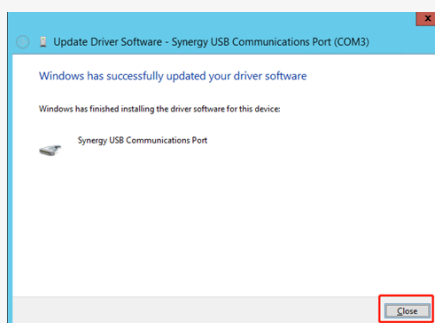 x
Update Driver Software - Synergy USB Communications Port (COM3)
Windows has successfully updated your driver software
Windows has finished installing the driver software for this device:
Synergy USB Communications Port
Close